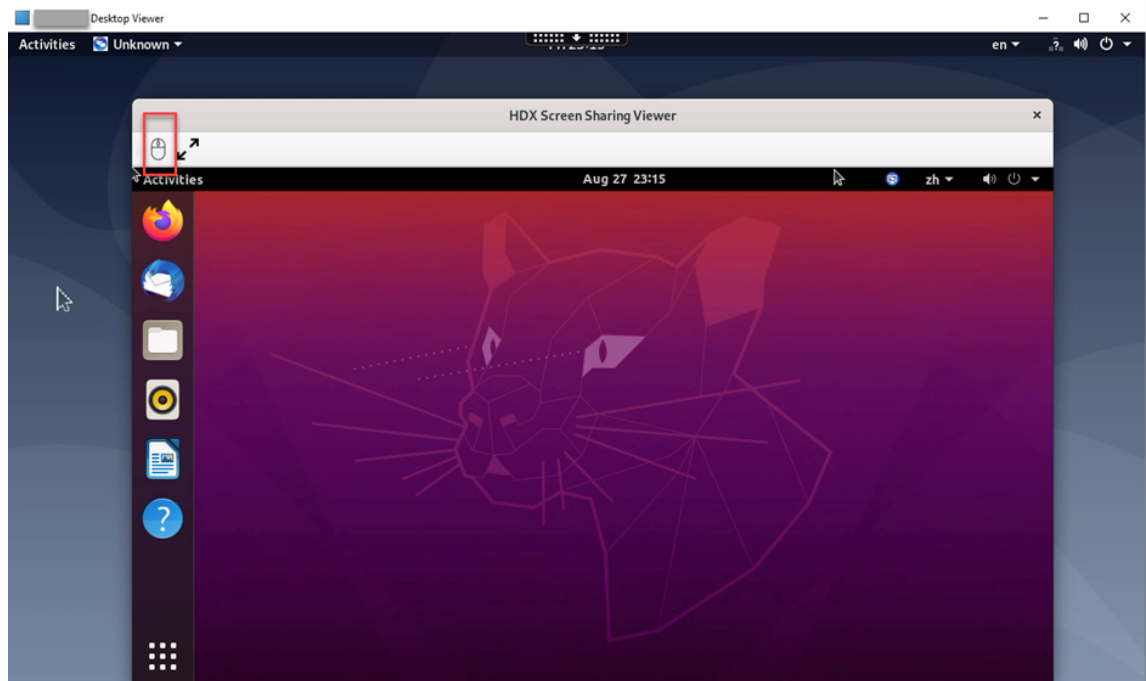 Desktop Viewer
Activities Unknown en
HDX Screen Sharing Viewer
Activities Aug 27 23:15 zh
?